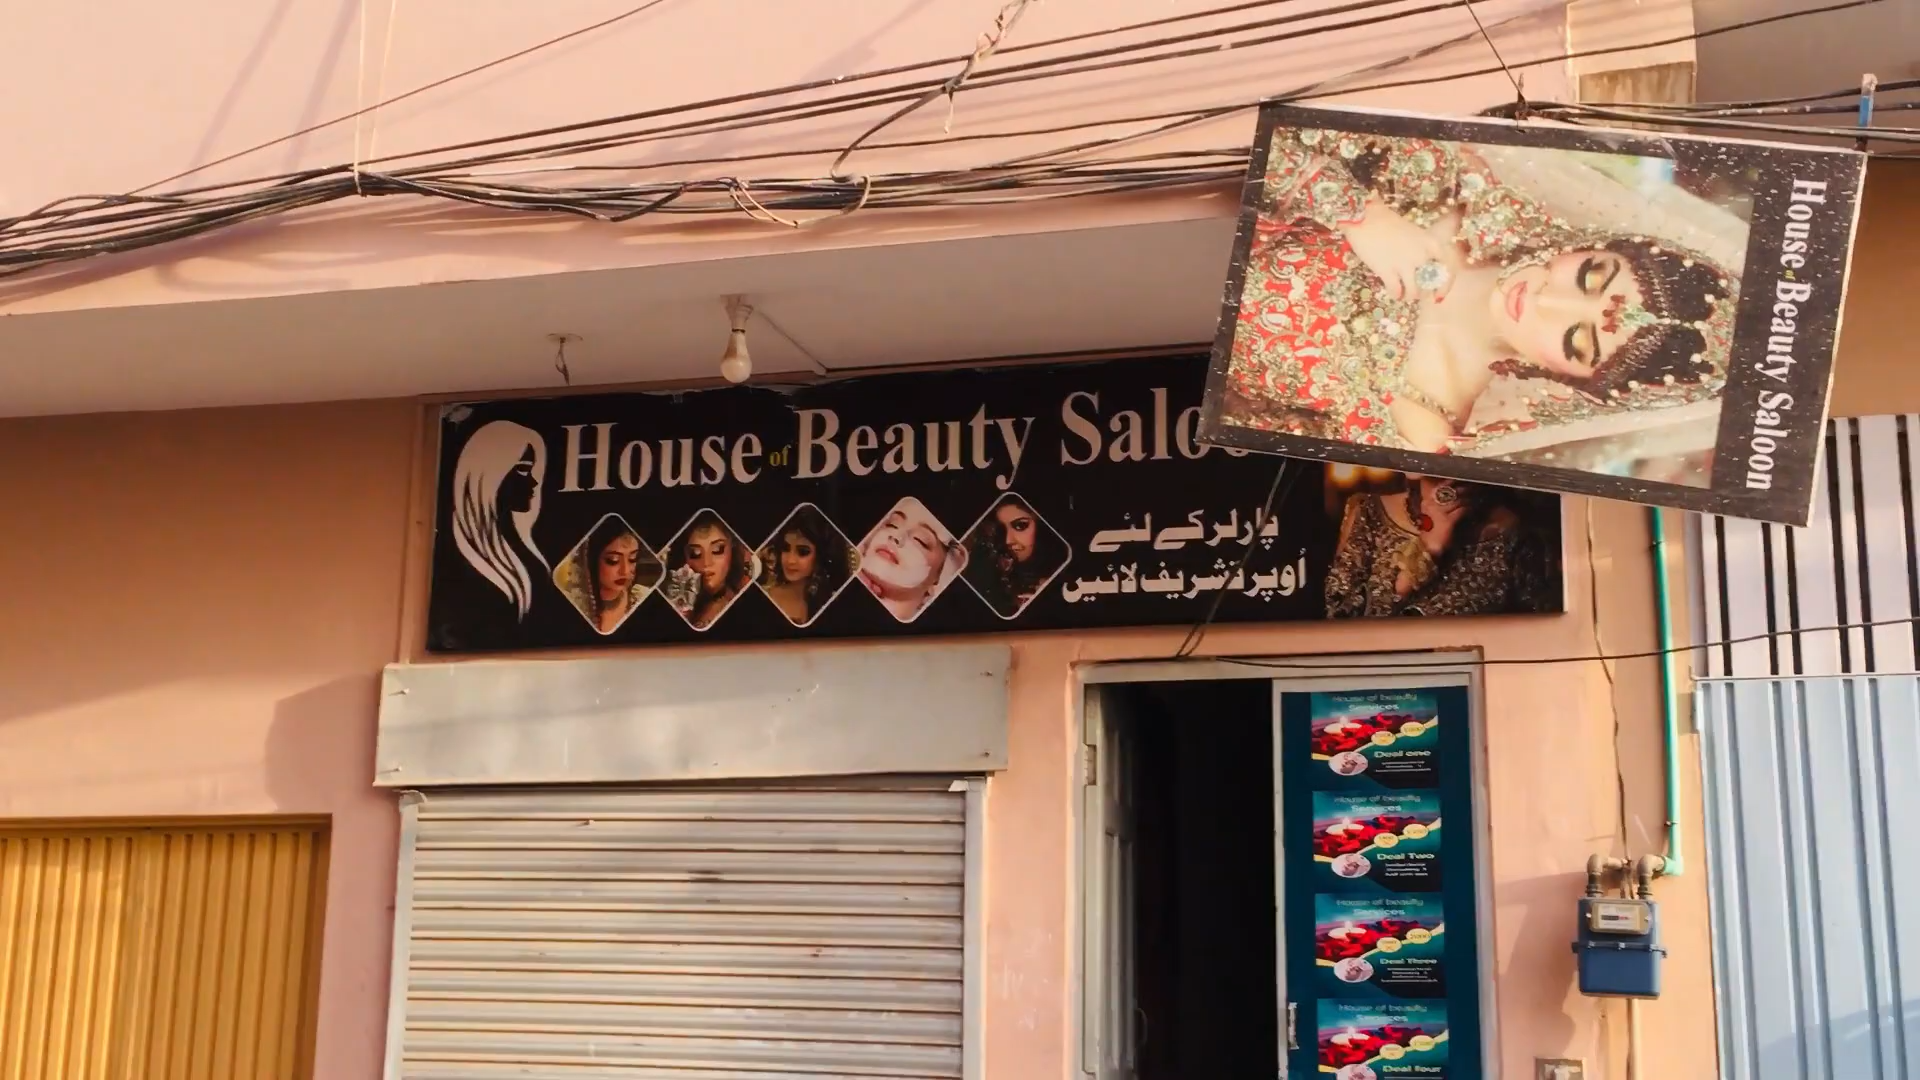 House of Beauty Saloon
House of Beauty Saloo
پارلر کے لئے
اُوپر تشریف لائیں
House of beauty
Services
Deal one
House of beauty
Services
Deal Two
House of beauty
Services
Deal Three
House of beauty
Services
Deal four